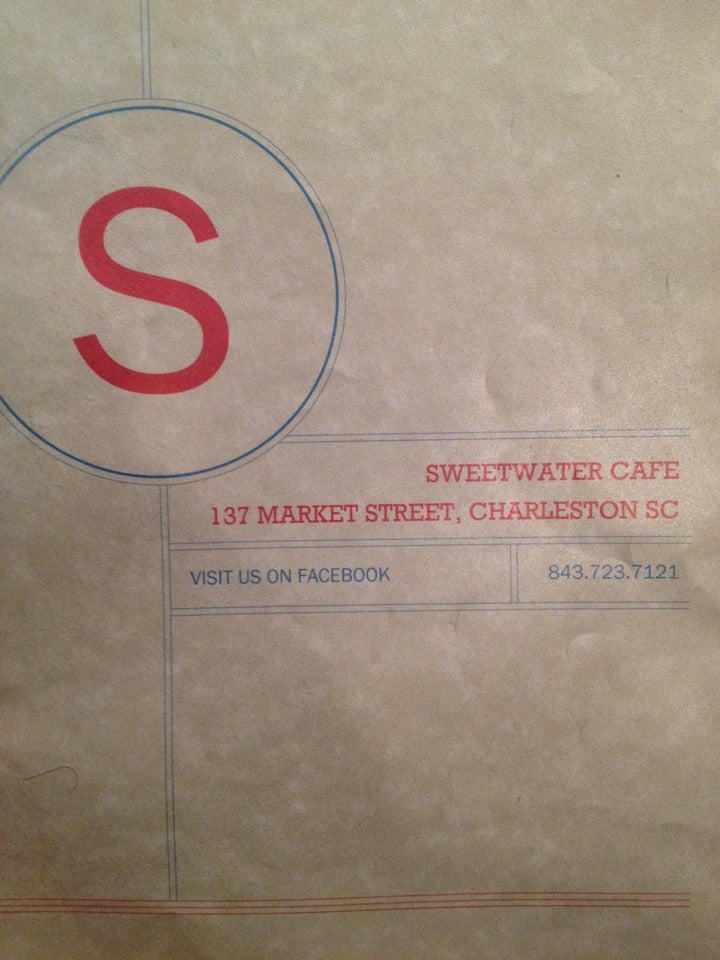 S
SWEETWATER CAFE
137 MARKET STREET, CHARLESTON SC
VISIT US ON FACEBOOK
843.723.7121